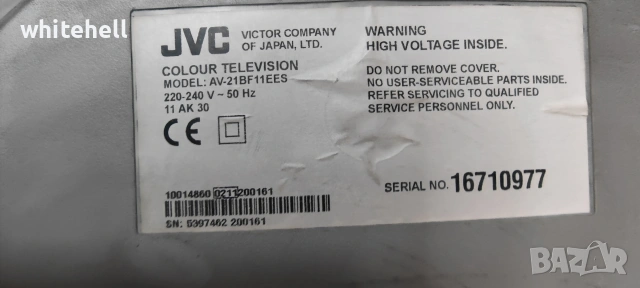 whitehell
JVC
VICTOR COMPANY
OF JAPAN, LTD.
COLOUR TELEVISION
MODEL: AV-21BF11EES
220-240 V ~ 50 Hz
11 AK 30
CE
WARNING
HIGH VOLTAGE INSIDE.
DO NOT REMOVE COVER.
NO USER-SERVICEABLE PARTS INSIDE.
REFER SERVICING TO QUALIFIED
SERVICE PERSONNEL ONLY.
10014860 0211200161
SN: 5997462 200161
SERIAL NO. 16710977
BAZAR